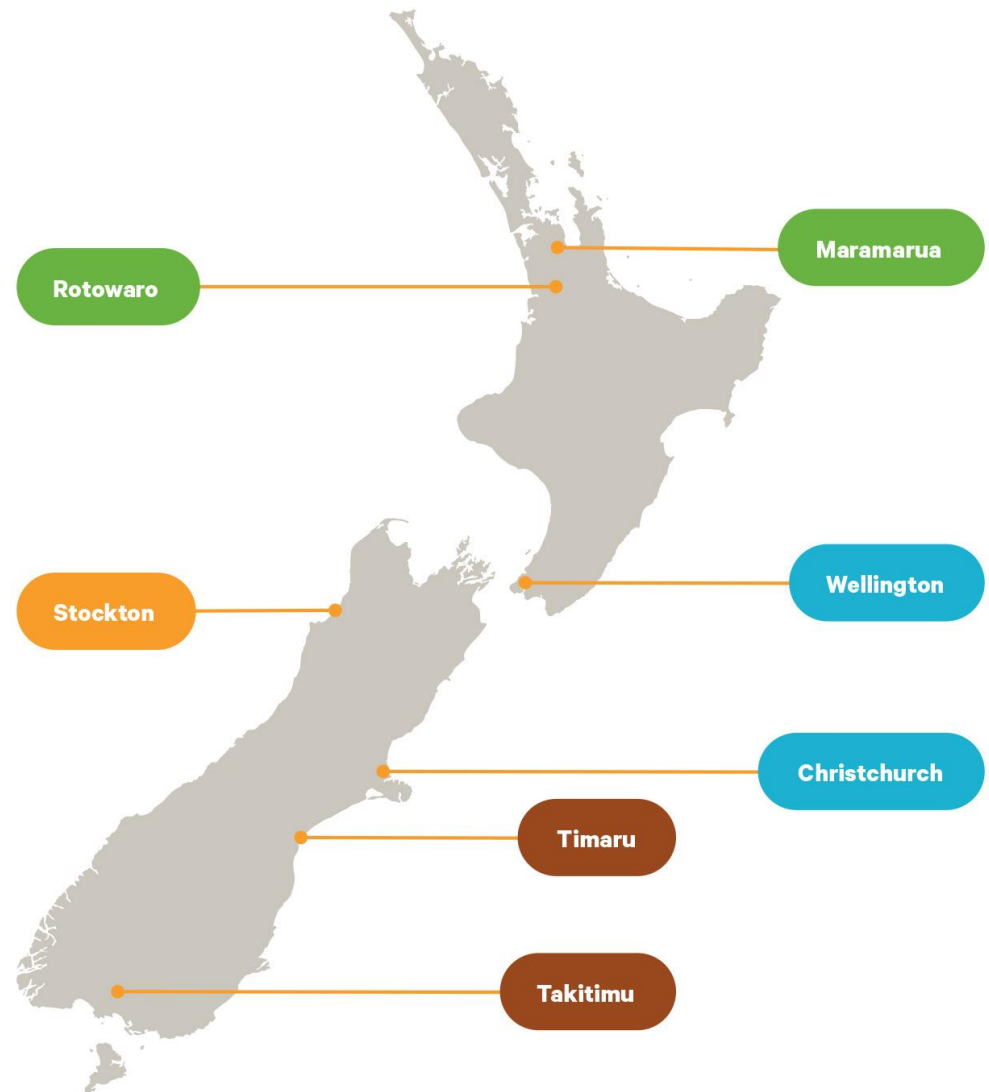 Maramarua
Rotowaro
Wellington
Stockton
Christchurch
Timaru
Takitimu